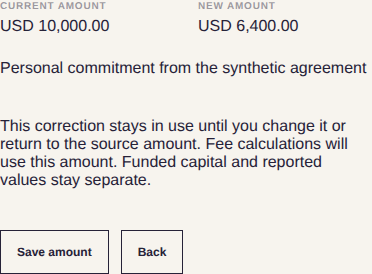 CURRENT AMOUNT NEW AMOUNT
USD 10,000.00 USD 6,400.00
Personal commitment from the synthetic agreement
This correction stays in use until you change it or
return to the source amount. Fee calculations will
use this amount. Funded capital and reported
values stay separate.
Save amount Back